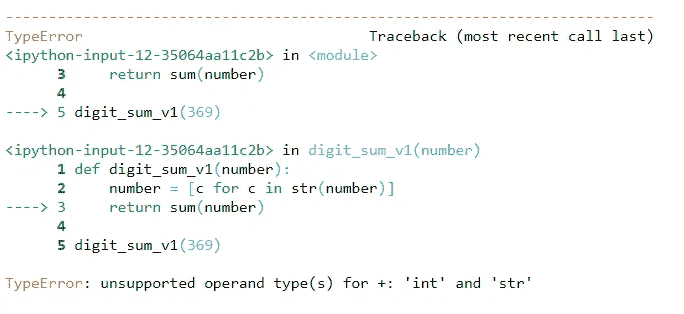 ---------------------------------------------------------------------------
TypeError                                 Traceback (most recent call last)
<ipython-input-12-35064aa11c2b> in <module>
      3     return sum(number)
      4 
----> 5 digit_sum_v1(369)

<ipython-input-12-35064aa11c2b> in digit_sum_v1(number)
      1 def digit_sum_v1(number):
      2     number = [c for c in str(number)]
----> 3     return sum(number)
      4 
      5 digit_sum_v1(369)

TypeError: unsupported operand type(s) for +: 'int' and 'str'